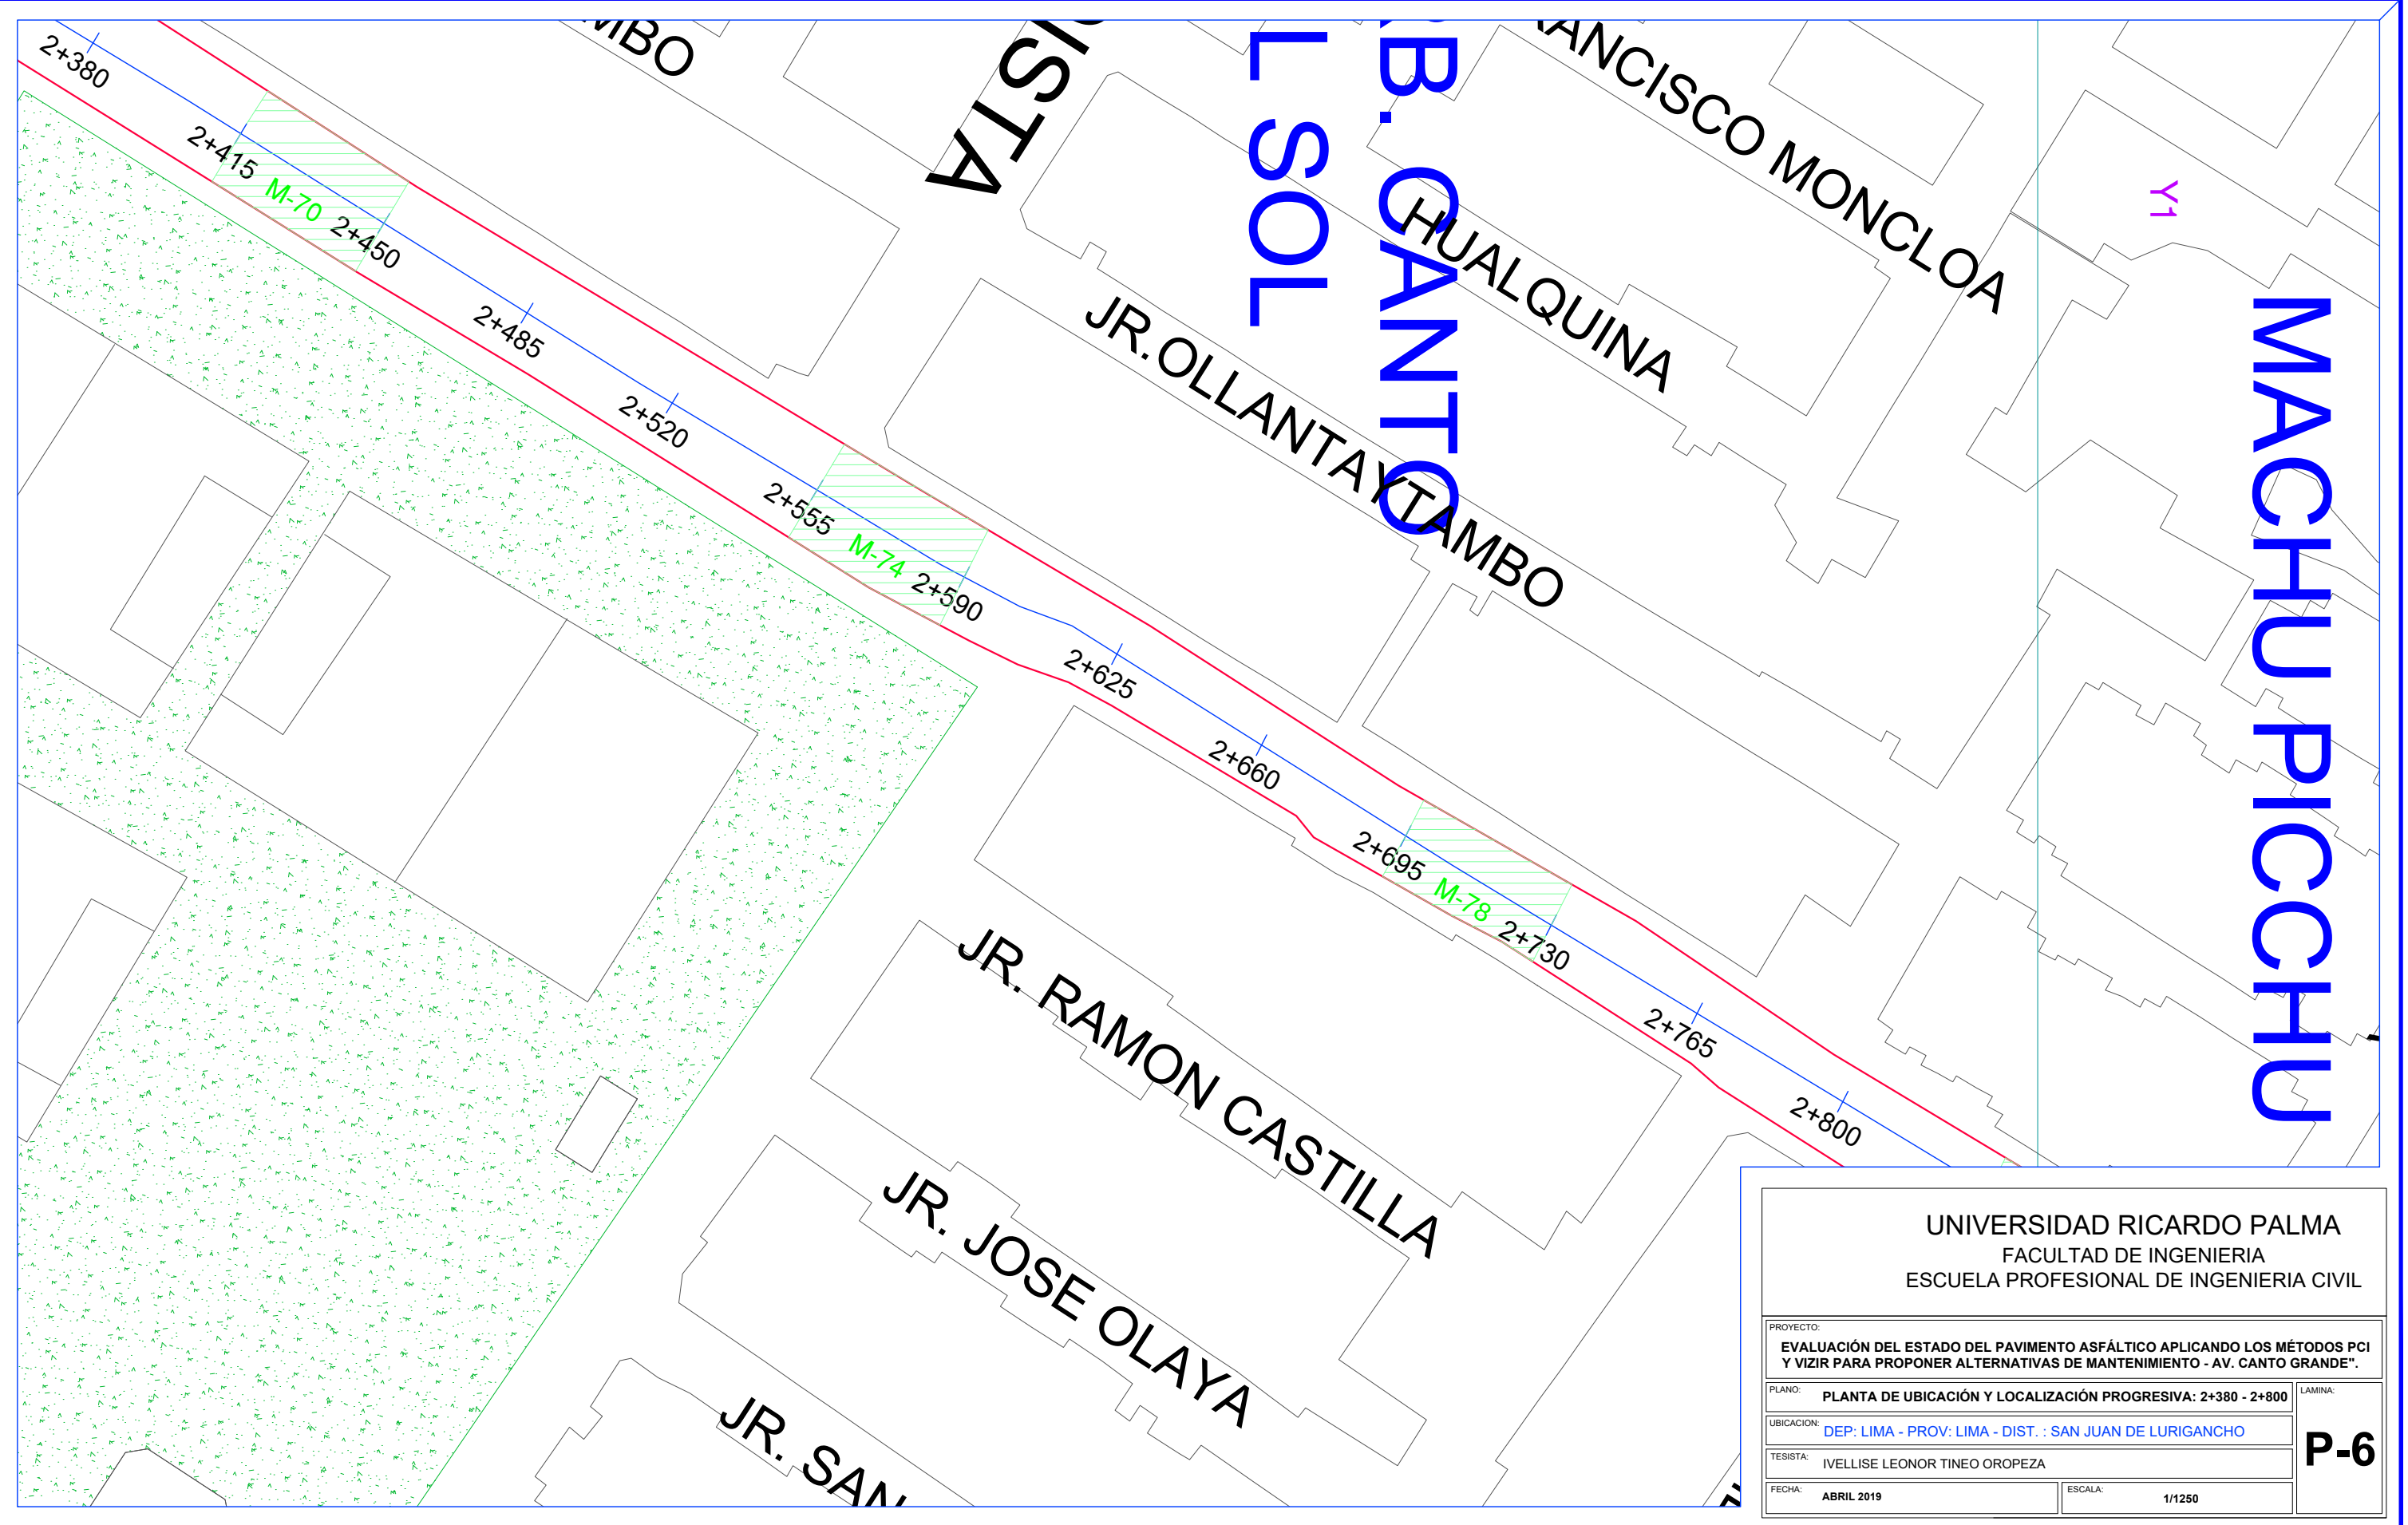 2+380
2+415
M-70
2+450
2+485
2+520
2+555
M-74
2+590
2+625
2+660
2+695
M-78
2+730
2+765
2+800
L SOL
CANTO
HUALQUINA
MONCLOA
JR.OLLANTAYTAMBO
Y1
MACHU PICCHU
JR. RAMON CASTILLA
JR. JOSE OLAYA
JR. SAN
UNIVERSIDAD RICARDO PALMA
FACULTAD DE INGENIERIA
ESCUELA PROFESIONAL DE INGENIERIA CIVIL
PROYECTO:
EVALUACIÓN DEL ESTADO DEL PAVIMENTO ASFÁLTICO APLICANDO LOS MÉTODOS PCI
Y VIZIR PARA PROPONER ALTERNATIVAS DE MANTENIMIENTO - AV. CANTO GRANDE".
PLANO:
PLANTA DE UBICACIÓN Y LOCALIZACIÓN PROGRESIVA: 2+380 - 2+800
LAMINA:
P-6
UBICACION:
DEP: LIMA - PROV: LIMA - DIST. : SAN JUAN DE LURIGANCHO
TESISTA:
IVELLISE LEONOR TINEO OROPEZA
FECHA:
ABRIL 2019
ESCALA:
1/1250